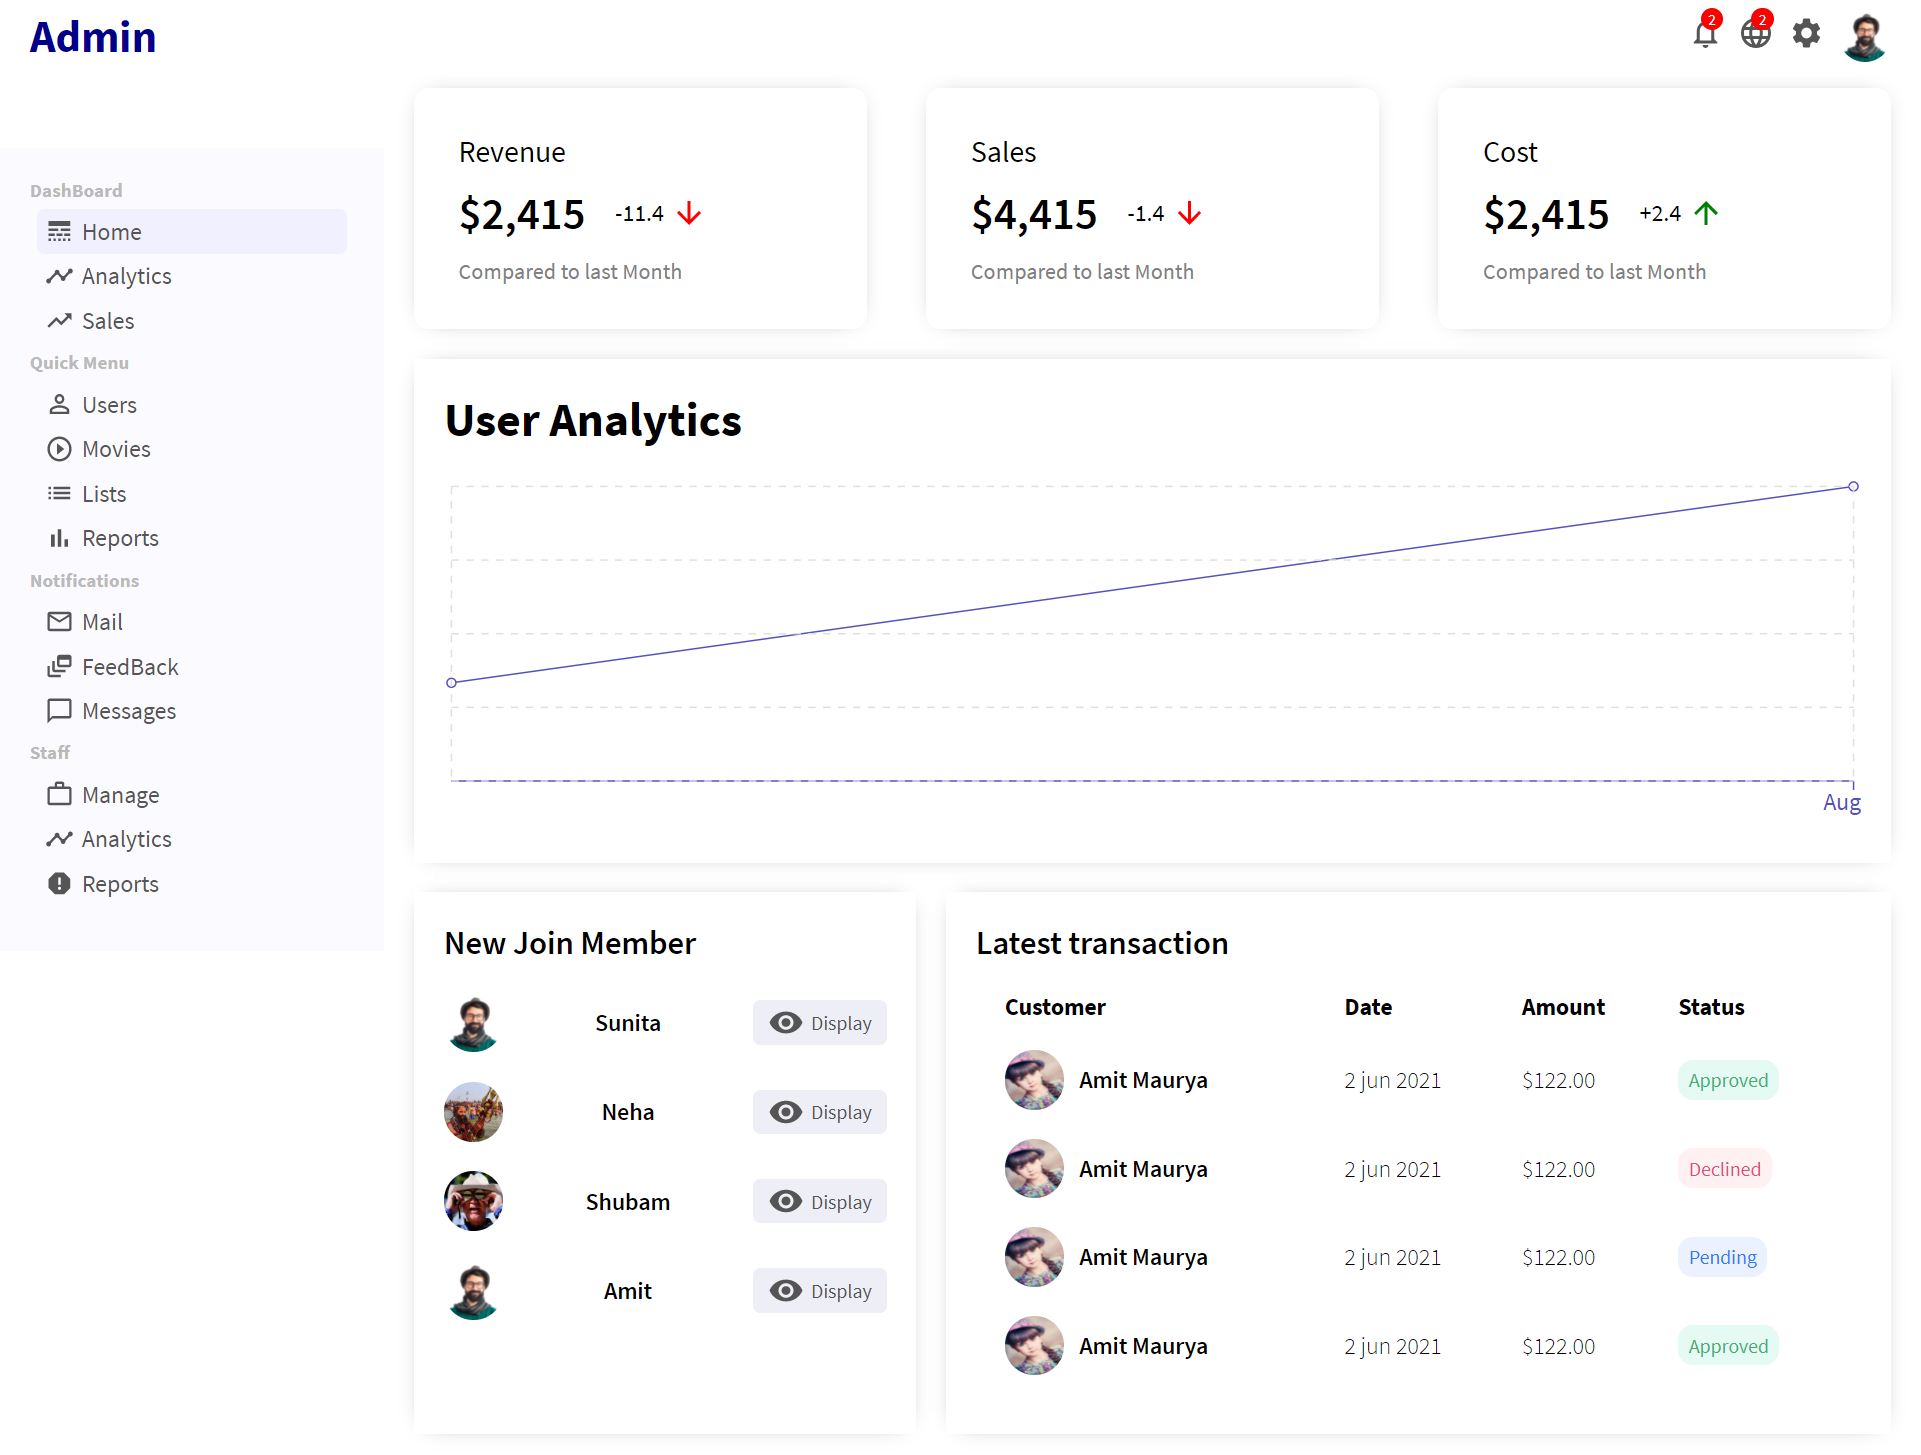 Admin
2
2
DashBoard
Home
Analytics
Sales
Quick Menu
Users
Movies
Lists
Reports
Notifications
Mail
FeedBack
Messages
Staff
Manage
Analytics
Reports
Revenue
$2,415 -11.4
Compared to last Month
Sales
$4,415 -1.4
Compared to last Month
Cost
$2,415 +2.4
Compared to last Month
User Analytics
Aug
New Join Member
Sunita Display
Neha Display
Shubam Display
Amit Display
Latest transaction
Customer Date Amount Status
Amit Maurya 2 jun 2021 $122.00 Approved
Amit Maurya 2 jun 2021 $122.00 Declined
Amit Maurya 2 jun 2021 $122.00 Pending
Amit Maurya 2 jun 2021 $122.00 Approved